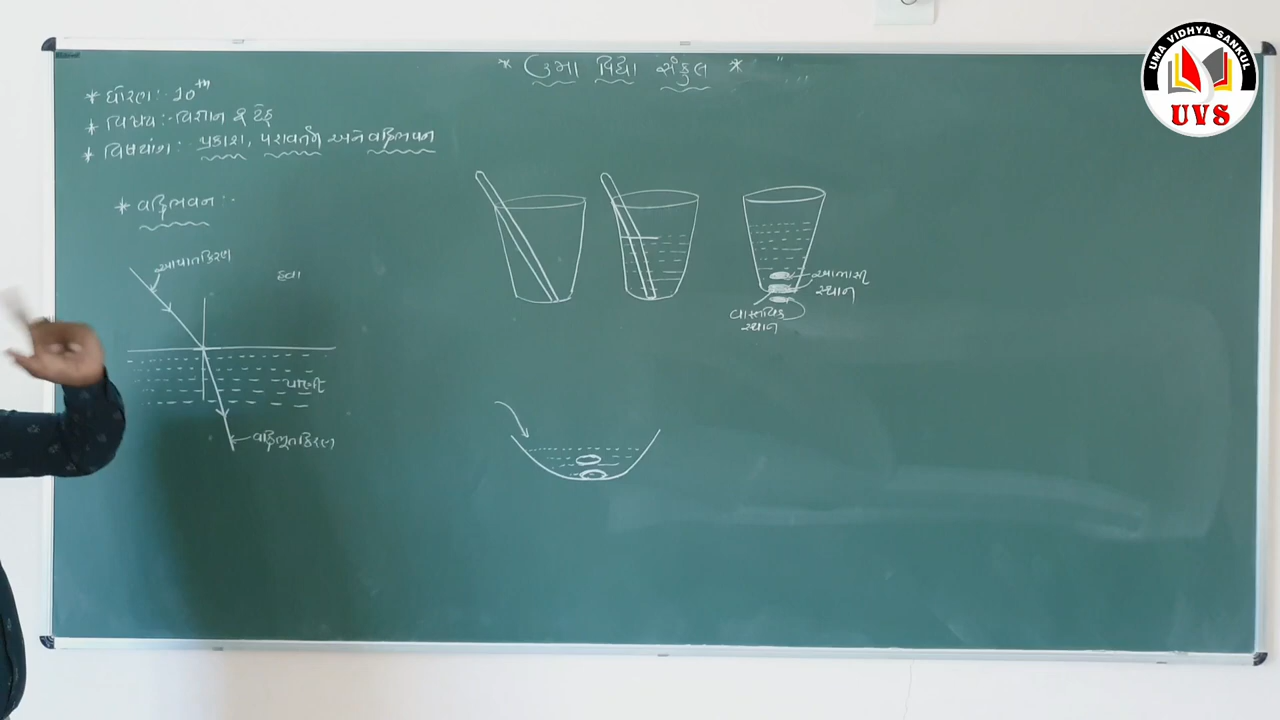 * ઉમા વિદ્યા સંકુલ *
* ધોરણ :- 10th
* વિષય :- વિજ્ઞાન & ટેક
* વિષયાંગ :- પ્રકાશ, પરાવર્તન અને વક્રિભવન
* વક્રિભવન :-
આપાતકિરણ
હવા
પાણી
વક્રિભૂતકિરણ
આભાસી
સ્થાન
વાસ્તવિક
સ્થાન
UMA VIDHYA SANKUL
UVS